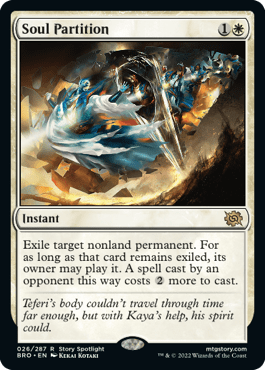 Soul Partition 1
Instant
Exile target nonland permanent. For
as long as that card remains exiled, its
owner may play it. A spell cast by an
opponent this way costs 2 more to cast.
Teferi's body couldn't travel through time
far enough, but with Kaya's help, his spirit
could.
026/287 R Story Spotlight mtgstory.com
BRO • EN Kekai Kotaki ™ & © 2022 Wizards of the Coast